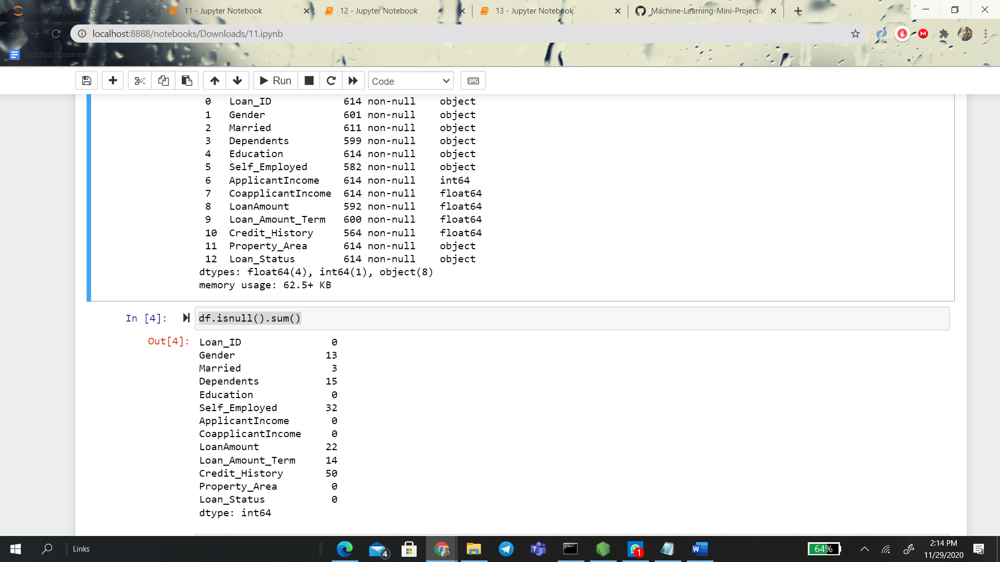 11 - Jupyter Notebook
12 - Jupyter Notebook
13 - Jupyter Notebook
Machine-Learning-Mini-Projects
localhost:8888/notebooks/Downloads/11.ipynb
Untitled documen...
Run
Code
0 Loan_ID 614 non-null object
1 Gender 601 non-null object
2 Married 611 non-null object
3 Dependents 599 non-null object
4 Education 614 non-null object
5 Self_Employed 582 non-null object
6 ApplicantIncome 614 non-null int64
7 CoapplicantIncome 614 non-null float64
8 LoanAmount 592 non-null float64
9 Loan_Amount_Term 600 non-null float64
10 Credit_History 564 non-null float64
11 Property_Area 614 non-null object
12 Loan_Status 614 non-null object
dtypes: float64(4), int64(1), object(8)
memory usage: 62.5+ KB
In [4]: df.isnull().sum()
Out[4]: Loan_ID 0
Gender 13
Married 3
Dependents 15
Education 0
Self_Employed 32
ApplicantIncome 0
CoapplicantIncome 0
LoanAmount 22
Loan_Amount_Term 14
Credit_History 50
Property_Area 0
Loan_Status 0
dtype: int64
Links
4
1
64%
2:14 PM
11/29/2020